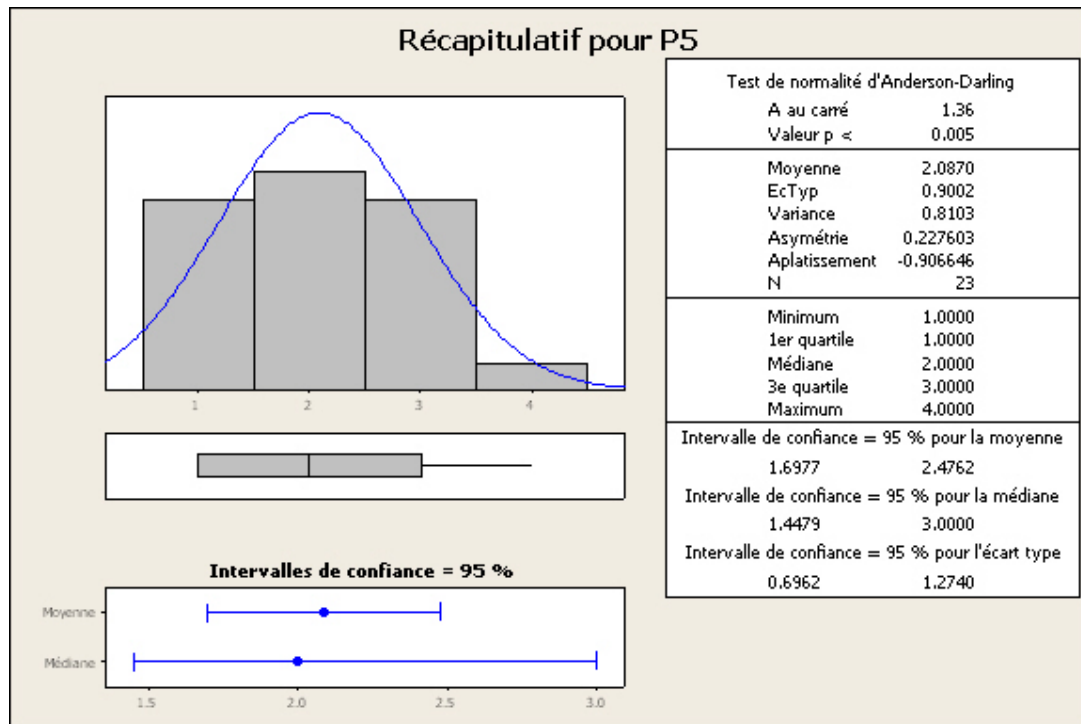 Récapitulatif pour P5
1 2 3 4
Intervalles de confiance = 95 %
Moyenne
Médiane
1.5 2.0 2.5 3.0
Test de normalité d'Anderson-Darling
A au carré 1.36
Valeur p < 0.005
Moyenne 2.0870
EcTyp 0.9002
Variance 0.8103
Asymétrie 0.227603
Aplatissement -0.906646
N 23
Minimum 1.0000
1er quartile 1.0000
Médiane 2.0000
3e quartile 3.0000
Maximum 4.0000
Intervalle de confiance = 95 % pour la moyenne
1.6977 2.4762
Intervalle de confiance = 95 % pour la médiane
1.4479 3.0000
Intervalle de confiance = 95 % pour l'écart type
0.6962 1.2740